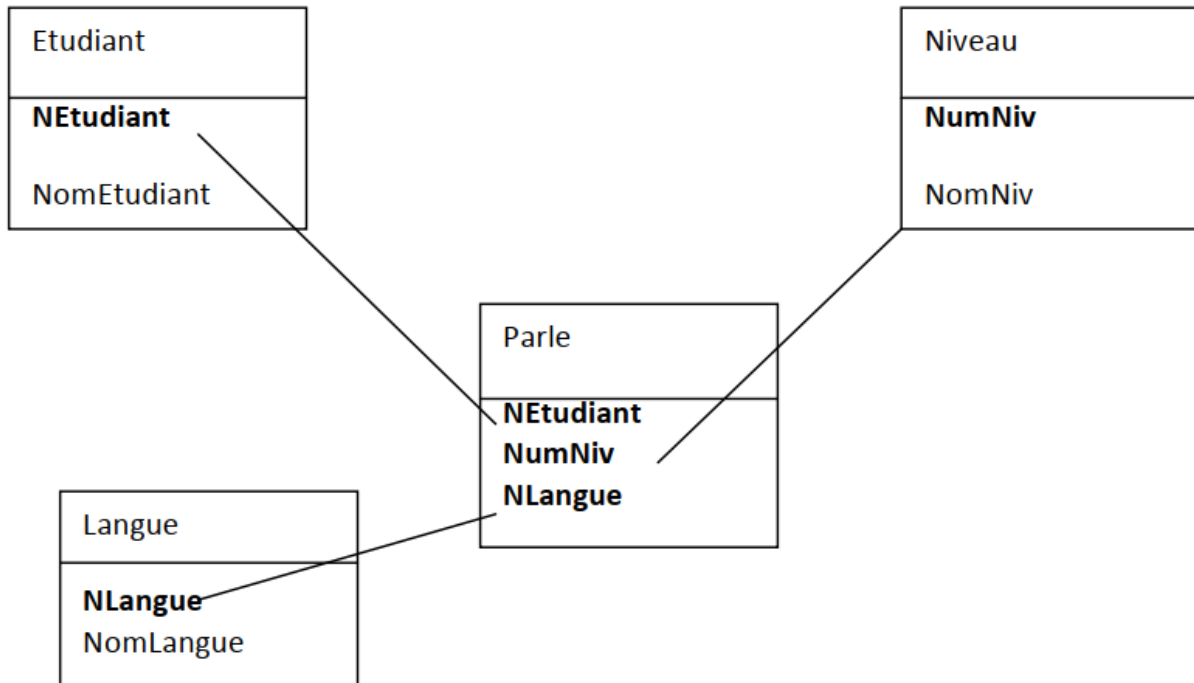 Etudiant
NEtudiant
NomEtudiant
Niveau
NumNiv
NomNiv
Parle
NEtudiant
NumNiv
NLangue
Langue
NLangue
NomLangue